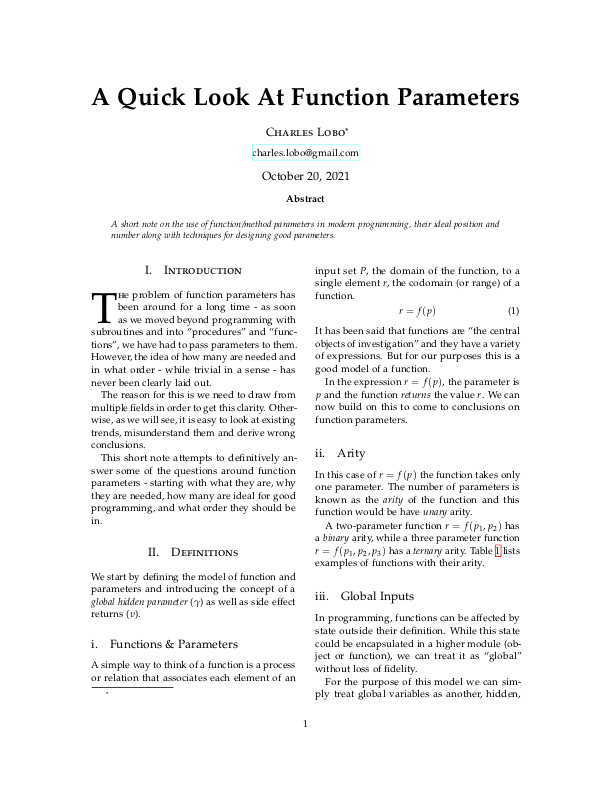 A Quick Look At Function Parameters
Charles Lobo*
charles.lobo@gmail.com
October 20, 2021
Abstract
A short note on the use of function/method parameters in modern programming, their ideal position and
number along with techniques for designing good parameters.
I. Introduction
The problem of function parameters has
been around for a long time - as soon
as we moved beyond programming with
subroutines and into “procedures” and “func-
tions”, we have had to pass parameters to them.
However, the idea of how many are needed and
in what order - while trivial in a sense - has
never been clearly laid out.
The reason for this is we need to draw from
multiple fields in order to get this clarity. Other-
wise, as we will see, it is easy to look at existing
trends, misunderstand them and derive wrong
conclusions.
This short note attempts to definitively an-
swer some of the questions around function
parameters - starting with what they are, why
they are needed, how many are ideal for good
programming, and what order they should be
in.
II. Definitions
We start by defining the model of function and
parameters and introducing the concept of a
global hidden parameter (γ) as well as side effect
returns (υ).
i. Functions & Parameters
A simple way to think of a function is a process
or relation that associates each element of an
*
input set P, the domain of the function, to a
single element r, the codomain (or range) of a
function.
r = f(p) (1)
It has been said that functions are “the central
objects of investigation” and they have a variety
of expressions. But for our purposes this is a
good model of a function.
In the expression r = f(p), the parameter is
p and the function returns the value r. We can
now build on this to come to conclusions on
function parameters.
ii. Arity
In this case of r = f(p) the function takes only
one parameter. The number of parameters is
known as the arity of the function and this
function would be have unary arity.
A two-parameter function r = f(p₁, p₂) has
a binary arity, while a three parameter function
r = f(p₁, p₂, p₃) has a ternary arity. Table 1 lists
examples of functions with their arity.
iii. Global Inputs
In programming, functions can be affected by
state outside their definition. While this state
could be encapsulated in a higher module (ob-
ject or function), we can treat it as “global”
without loss of fidelity.
For the purpose of this model we can sim-
ply treat global variables as another, hidden,
1